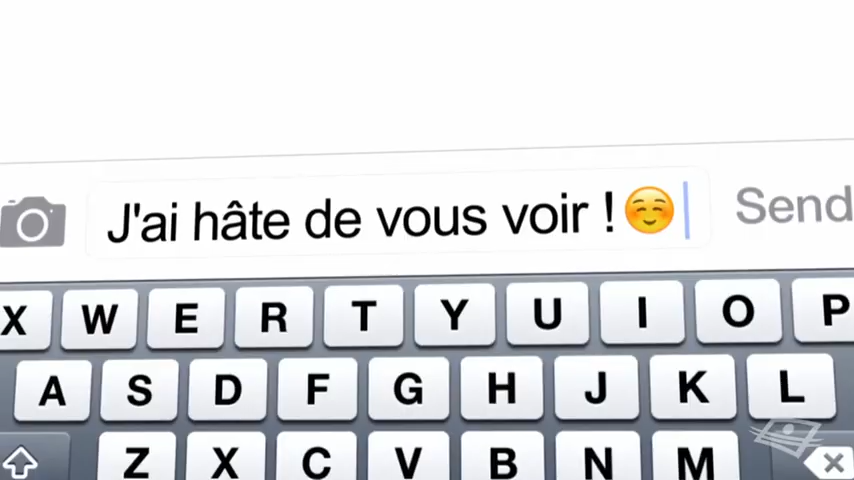 J'ai hâte de vous voir !☺️
Send
X W E R T Y U I O P
A S D F G H J K L
Z X C V B N M